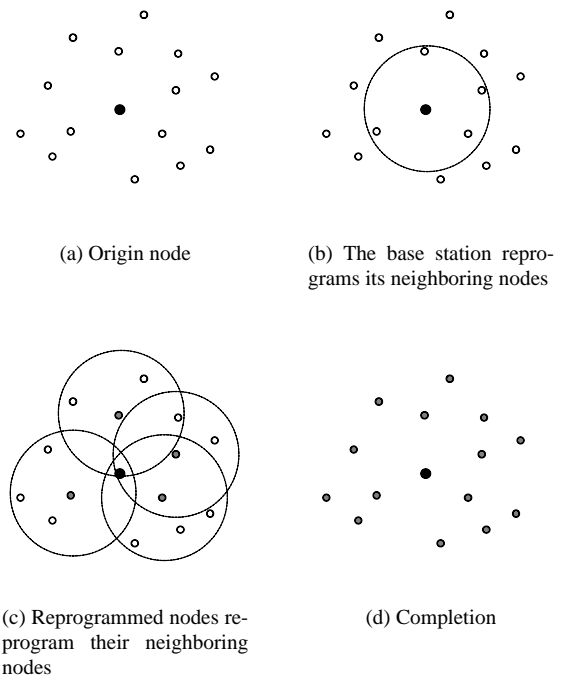 (a) Origin node
(b) The base station repro-
grams its neighboring nodes
(c) Reprogrammed nodes re-
program their neighboring
nodes
(d) Completion